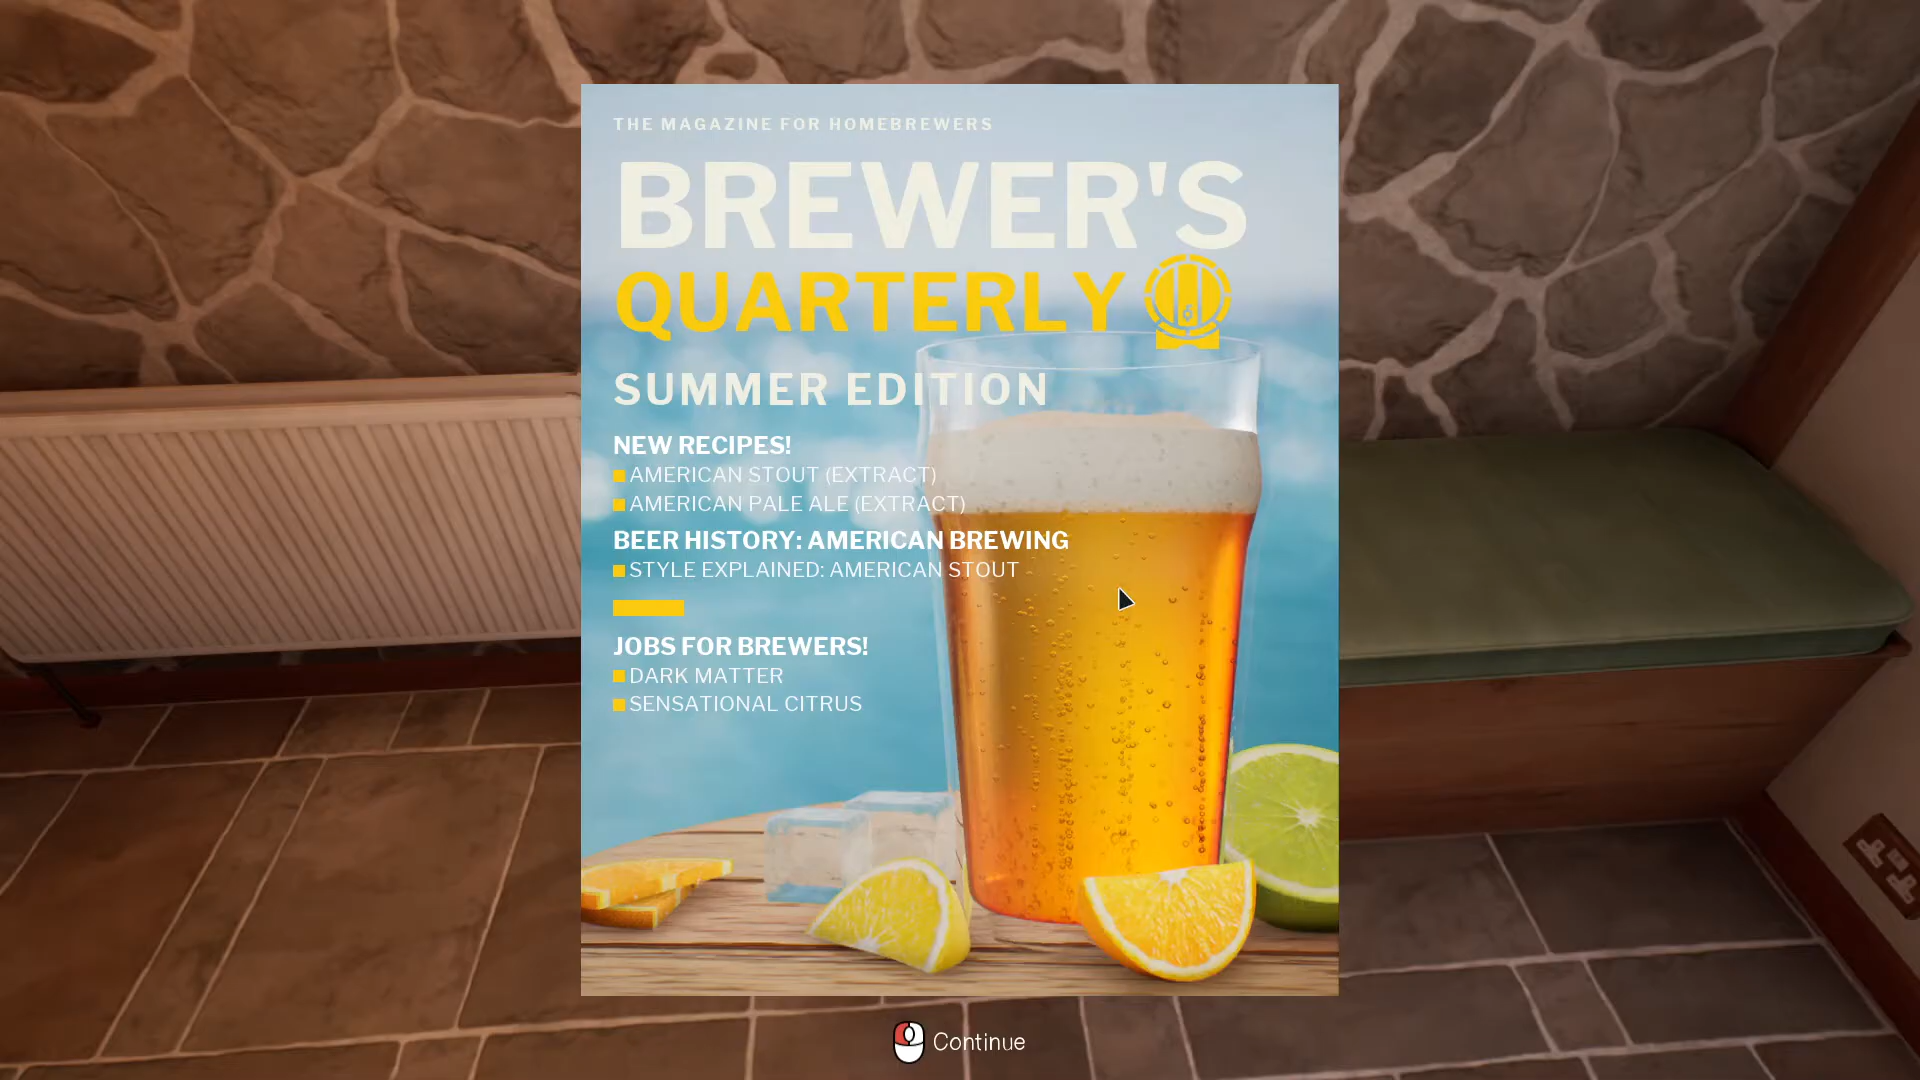 THE MAGAZINE FOR HOMEBREWERS
BREWER'S
QUARTERLY
SUMMER EDITION
NEW RECIPES!
AMERICAN STOUT (EXTRACT)
AMERICAN PALE ALE (EXTRACT)
BEER HISTORY: AMERICAN BREWING
STYLE EXPLAINED: AMERICAN STOUT
JOBS FOR BREWERS!
DARK MATTER
SENSATIONAL CITRUS
Continue